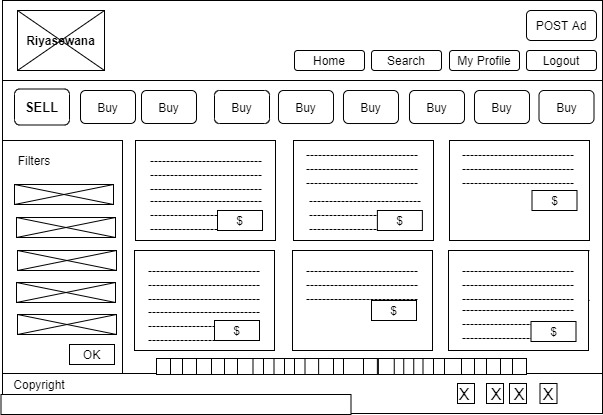 Riyasewana
POST Ad
Home Search My Profile Logout
SELL Buy Buy Buy Buy Buy Buy Buy Buy
Filters
$ $ $
$ $ $
OK
Copyright
X X X X